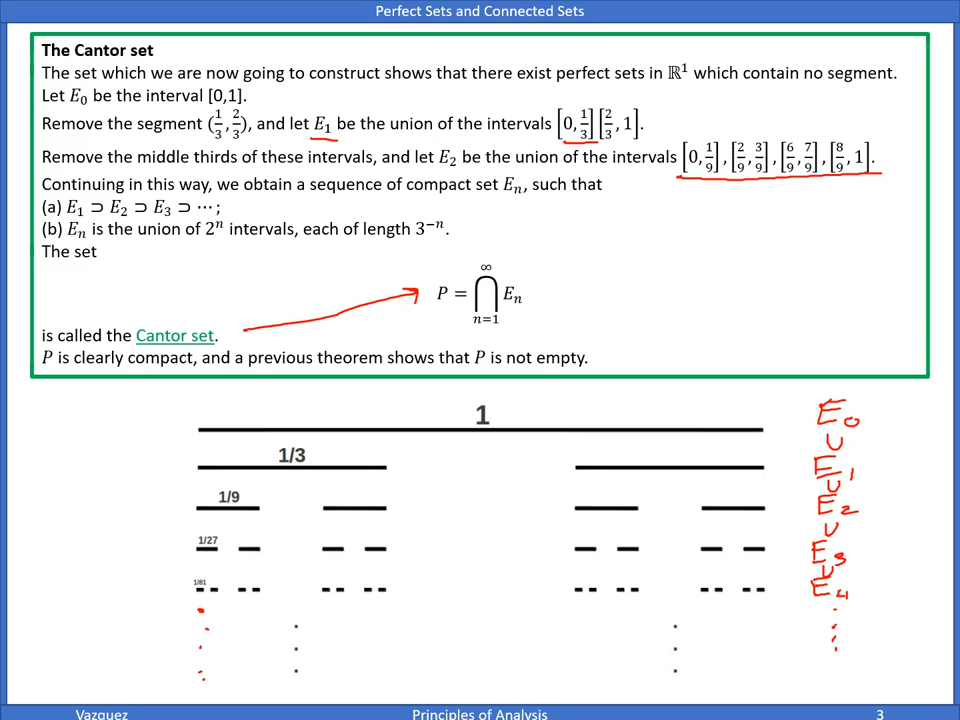 Perfect Sets and Connected Sets
The Cantor set
The set which we are now going to construct shows that there exist perfect sets in ℝ¹ which contain no segment.
Let E₀ be the interval [0,1].
Remove the segment (1/3, 2/3), and let E₁ be the union of the intervals [0, 1/3] [2/3, 1].
Remove the middle thirds of these intervals, and let E₂ be the union of the intervals [0, 1/9], [2/9, 3/9], [6/9, 7/9], [8/9, 1].
Continuing in this way, we obtain a sequence of compact set Eₙ, such that
(a) E₁ ⊃ E₂ ⊃ E₃ ⊃ ⋯ ;
(b) Eₙ is the union of 2ⁿ intervals, each of length 3⁻ⁿ.
The set
P = ⋂_{n=1}^{∞} Eₙ
is called the Cantor set.
P is clearly compact, and a previous theorem shows that P is not empty.
1
E₀
∪
1/3
E₁
∪
1/9
E₂
∪
1/27
E₃
∪
1/81
E₄
Vazquez
Principles of Analysis
3